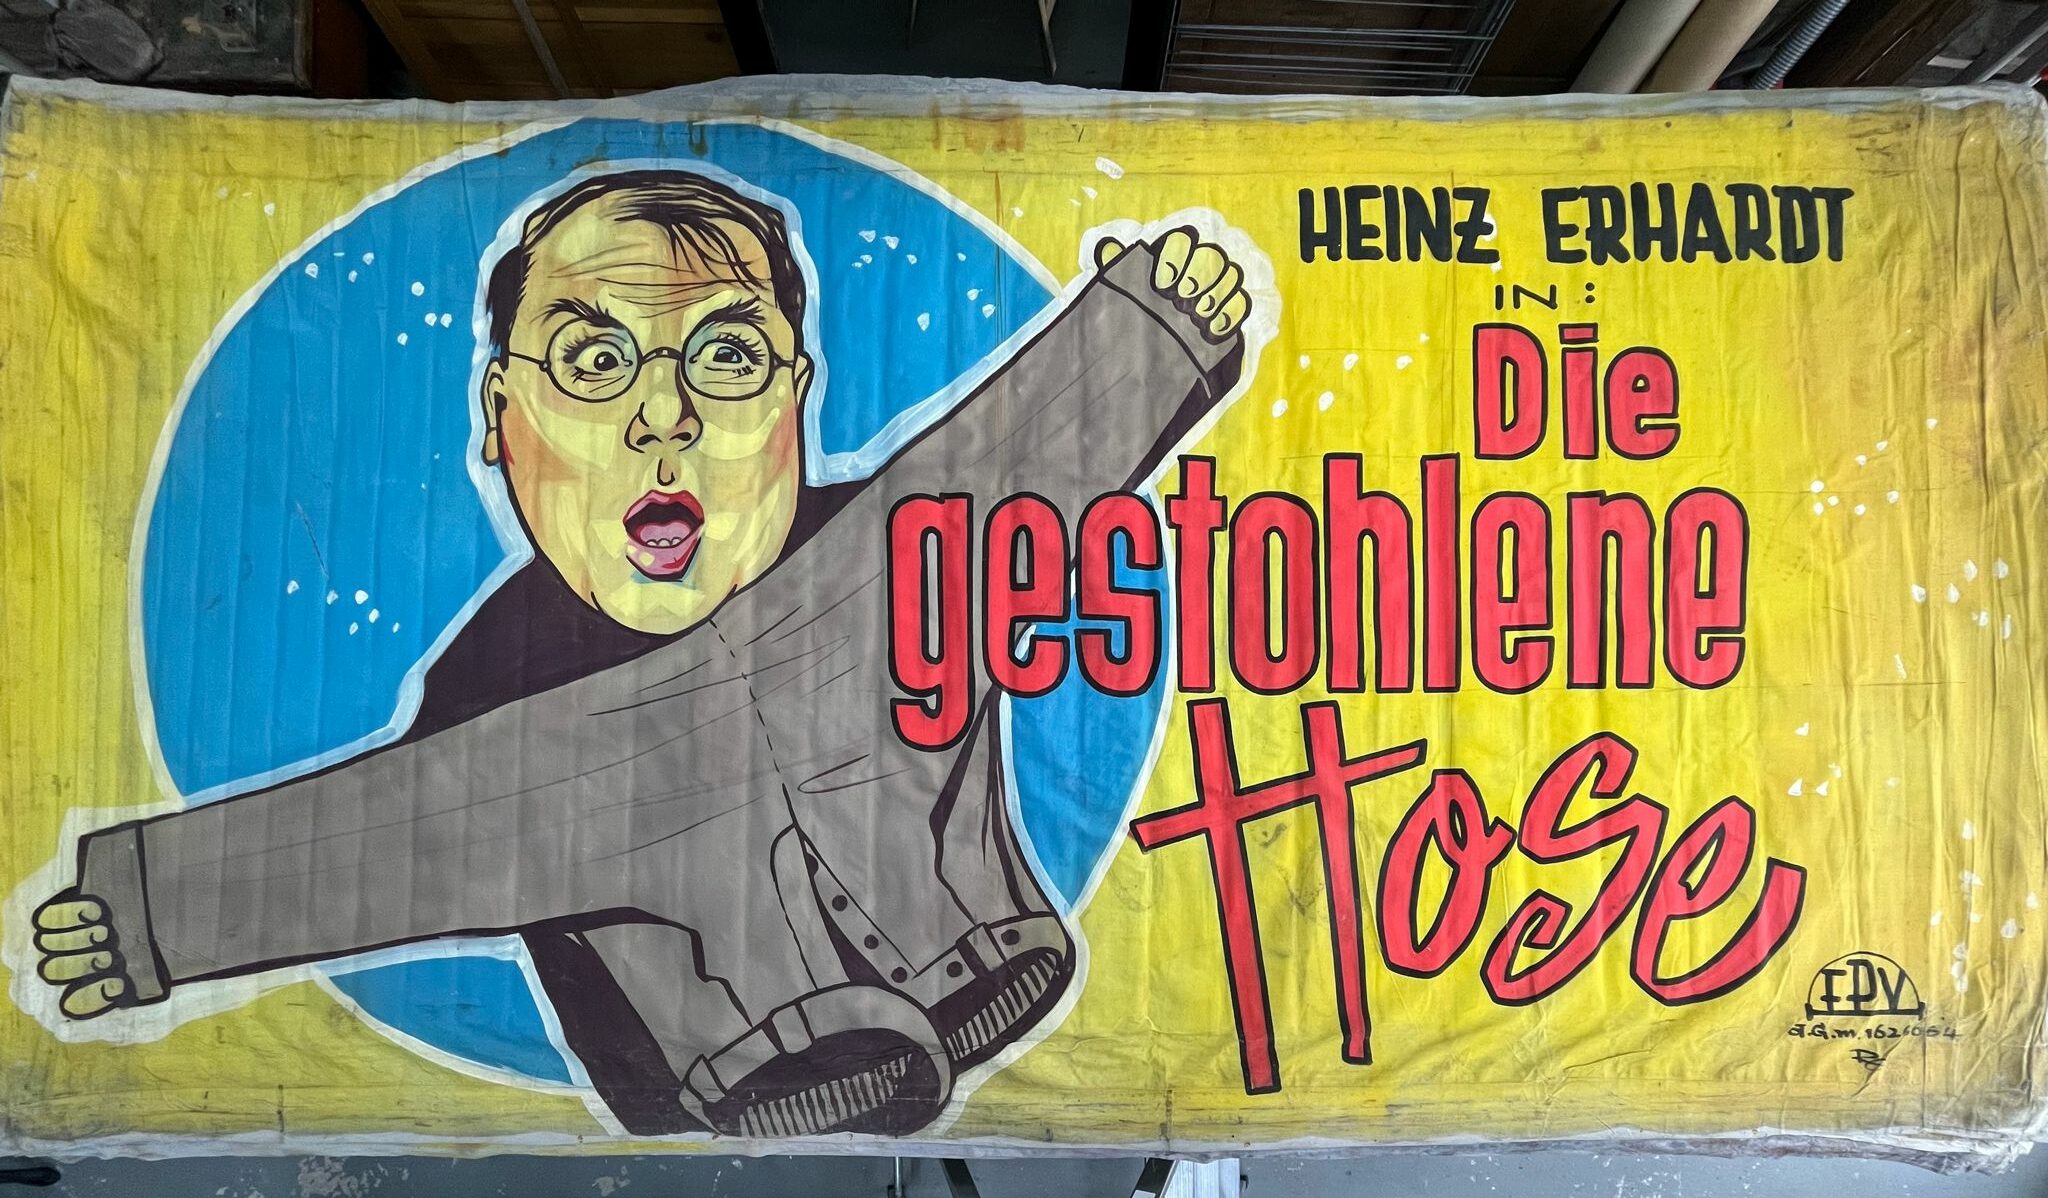 HEINZ ERHARDT
IN:
Die
gestohlene
Hose
FPV